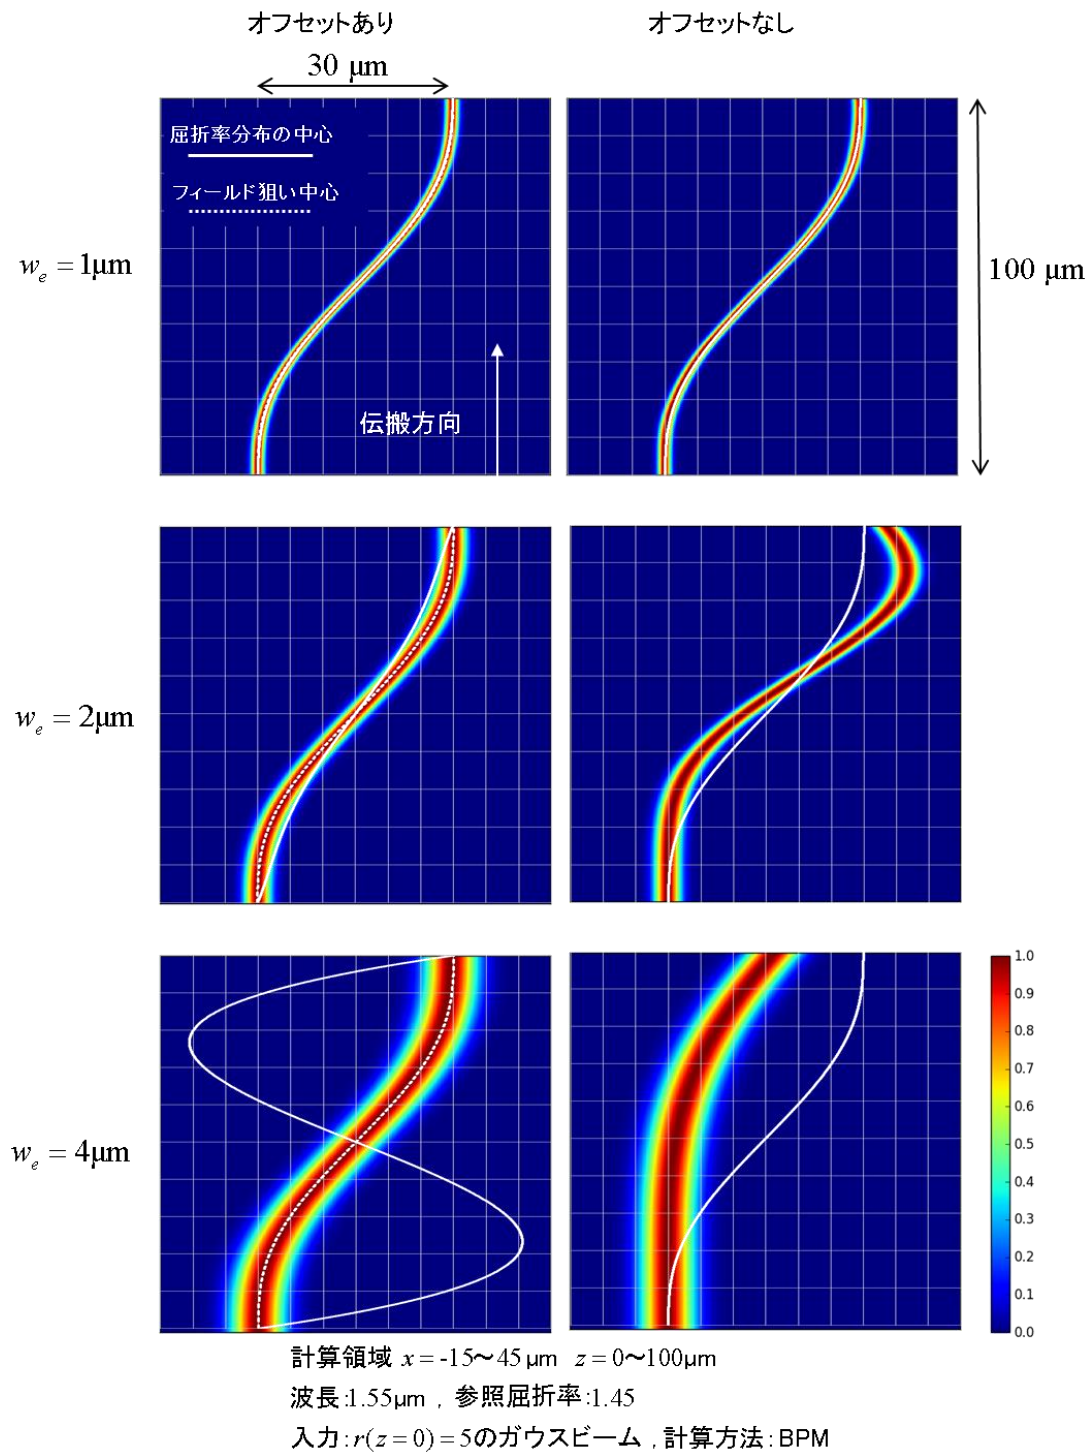 オフセットあり
オフセットなし
30 μm
屈折率分布の中心
フィールド狙い中心
伝搬方向
w_e = 1μm
100 μm
w_e = 2μm
w_e = 4μm
1.0
0.9
0.8
0.7
0.6
0.5
0.4
0.3
0.2
0.1
0.0
計算領域 x = -15～45 μm z = 0～100μm
波長:1.55μm , 参照屈折率:1.45
入力:r(z = 0) = 5のガウスビーム , 計算方法:BPM